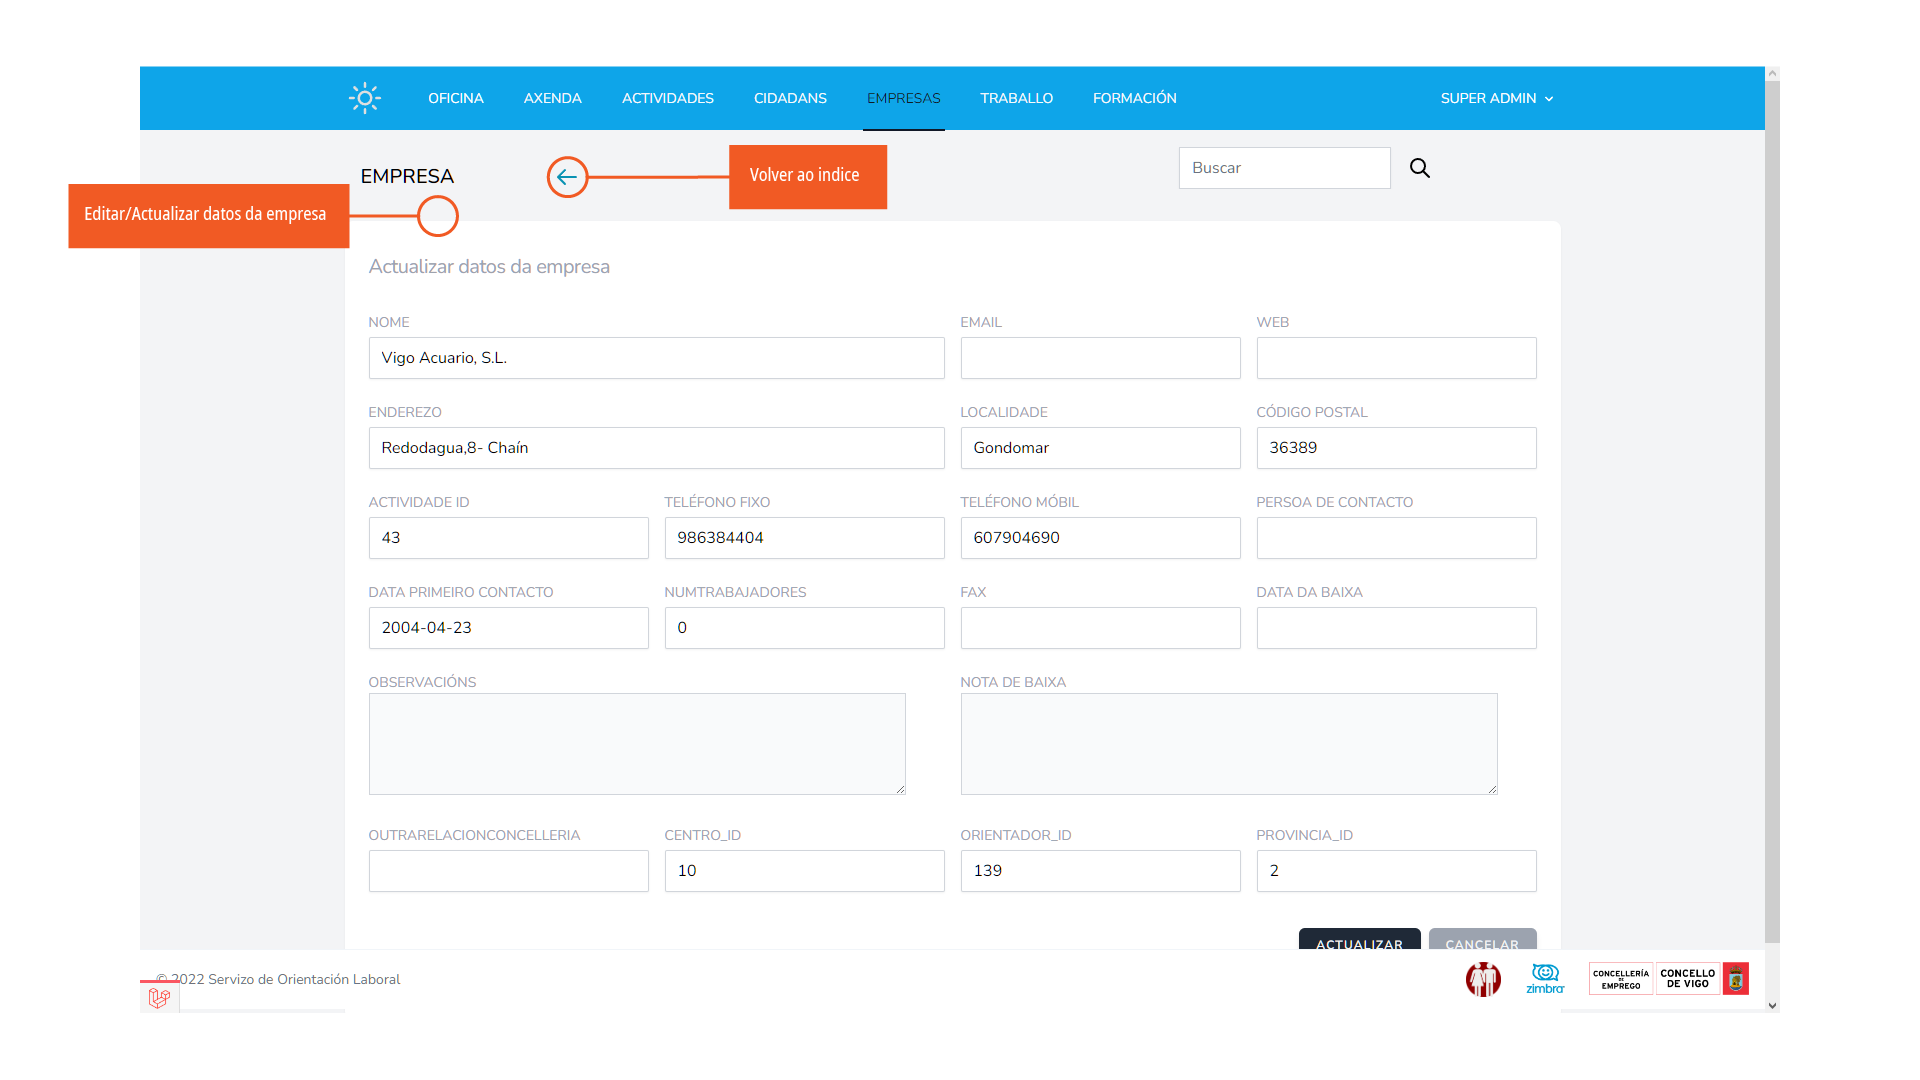 OFICINA AXENDA ACTIVIDADES CIDADANS EMPRESAS TRABALLO FORMACIÓN SUPER ADMIN
EMPRESA
Volver ao indice
Buscar
Editar/Actualizar datos da empresa
Actualizar datos da empresa
NOME EMAIL WEB
Vigo Acuario, S.L.
ENDEREZO LOCALIDADE CÓDIGO POSTAL
Redodagua,8- Chaín Gondomar 36389
ACTIVIDADE ID TELÉFONO FIXO TELÉFONO MÓBIL PERSOA DE CONTACTO
43 986384404 607904690
DATA PRIMEIRO CONTACTO NUMTRABAJADORES FAX DATA DA BAIXA
2004-04-23 0
OBSERVACIÓNS NOTA DE BAIXA
OUTRARELACIONCONCELLERIA CENTRO_ID ORIENTADOR_ID PROVINCIA_ID
10 139 2
ACTUALIZAR CANCELAR
© 2022 Servizo de Orientación Laboral
zimbra
CONCELLERÍA
DE
EMPREGO
CONCELLO
DE VIGO